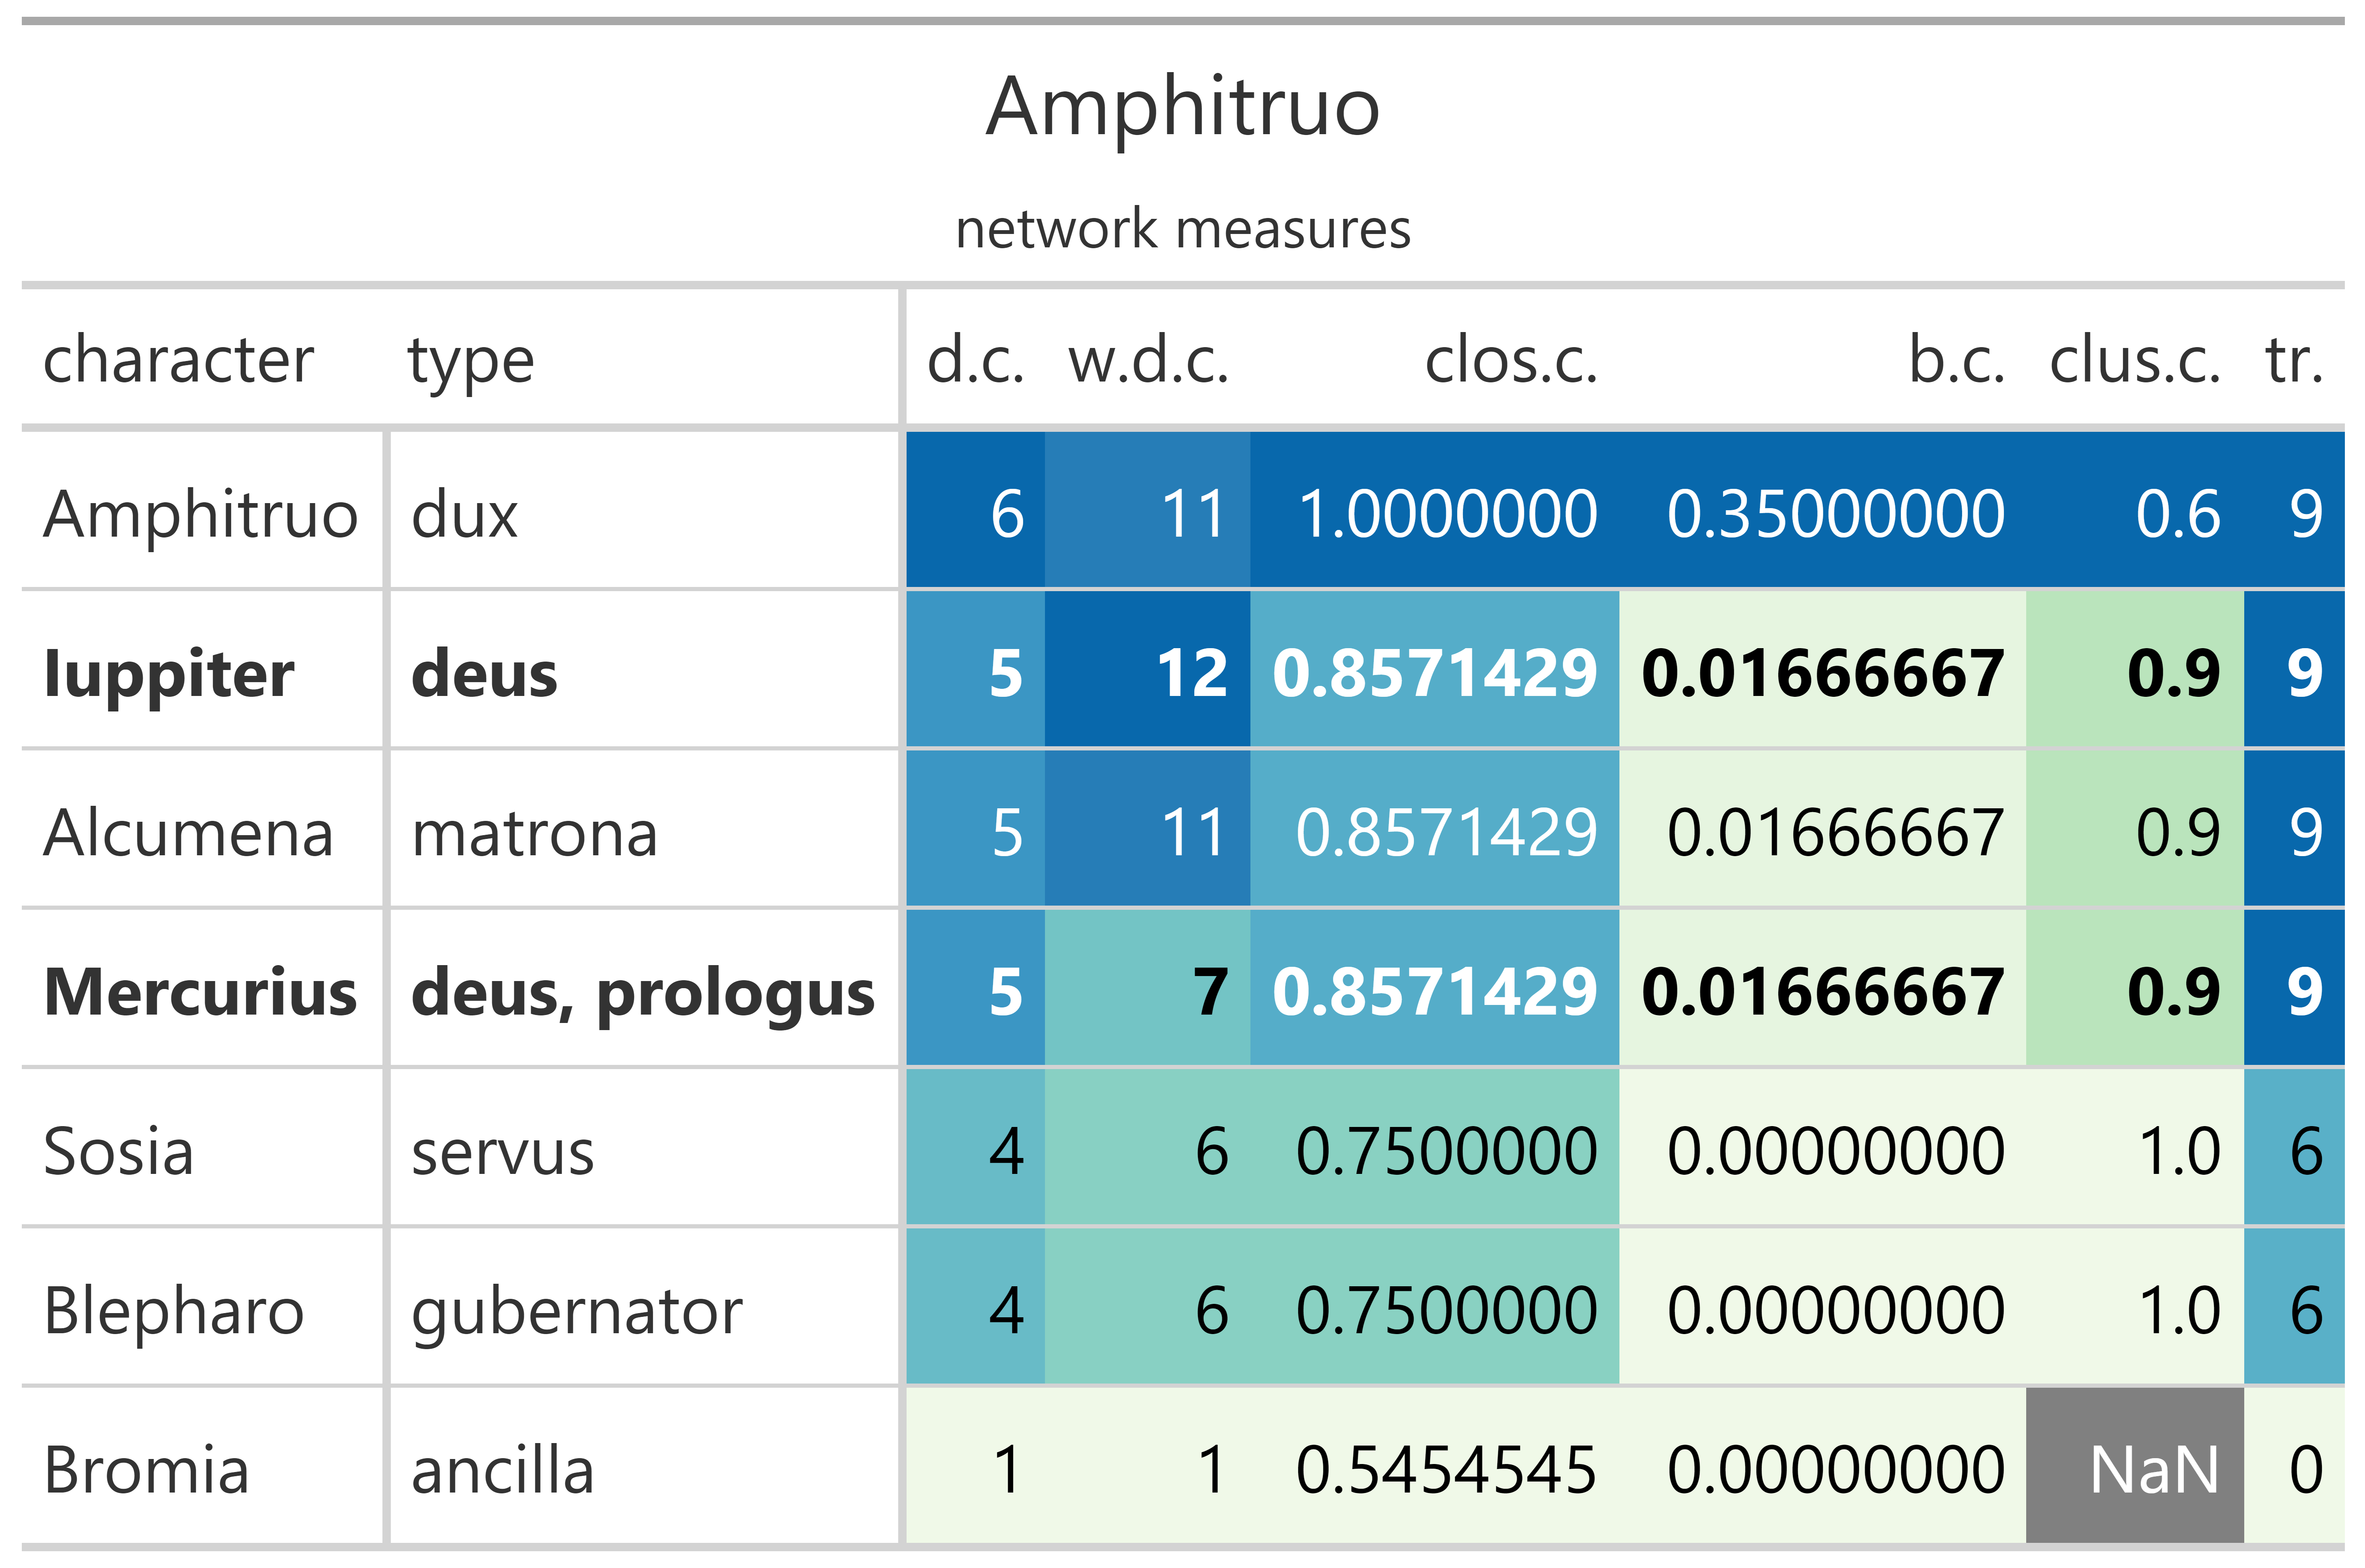 Amphitruo
network measures
character type d.c. w.d.c. clos.c. b.c. clus.c. tr.
Amphitruo dux 6 11 1.0000000 0.35000000 0.6 9
Iuppiter deus 5 12 0.8571429 0.01666667 0.9 9
Alcumena matrona 5 11 0.8571429 0.01666667 0.9 9
Mercurius deus, prologus 5 7 0.8571429 0.01666667 0.9 9
Sosia servus 4 6 0.7500000 0.00000000 1.0 6
Blepharo gubernator 4 6 0.7500000 0.00000000 1.0 6
Bromia ancilla 1 1 0.5454545 0.00000000 NaN 0